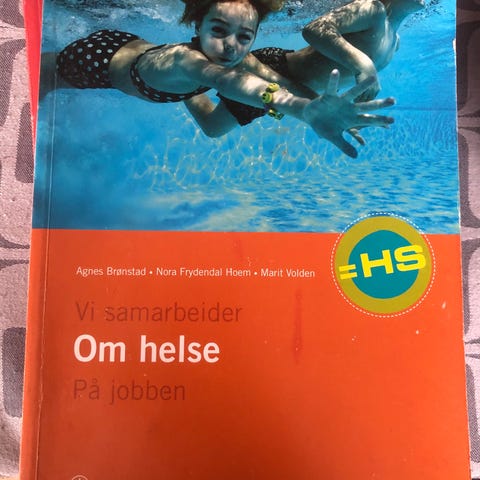 Agnes Brønstad • Nora Frydendal Hoem • Marit Volden
=HS
Vi samarbeider
Om helse
På jobben